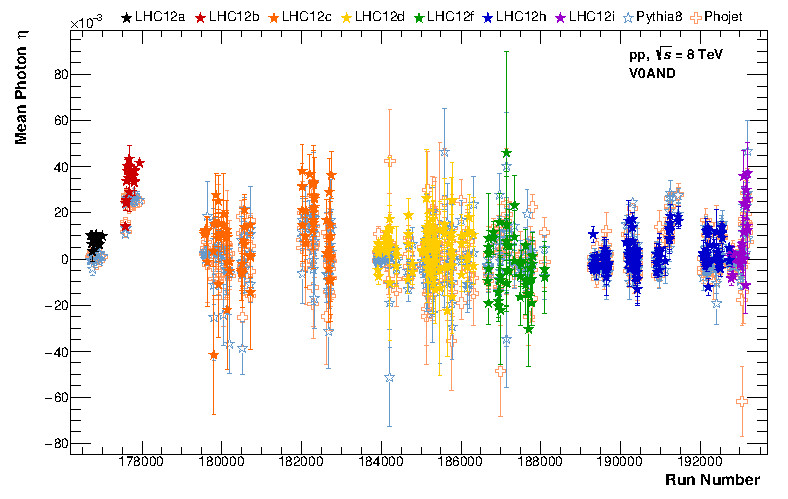 LHC12a LHC12b LHC12c LHC12d LHC12f LHC12h LHC12i Pythia8 Phojet
×10⁻³
Mean Photon η
pp, √s = 8 TeV
V0AND
80
60
40
20
0
−20
−40
−60
−80
178000 180000 182000 184000 186000 188000 190000 192000
Run Number